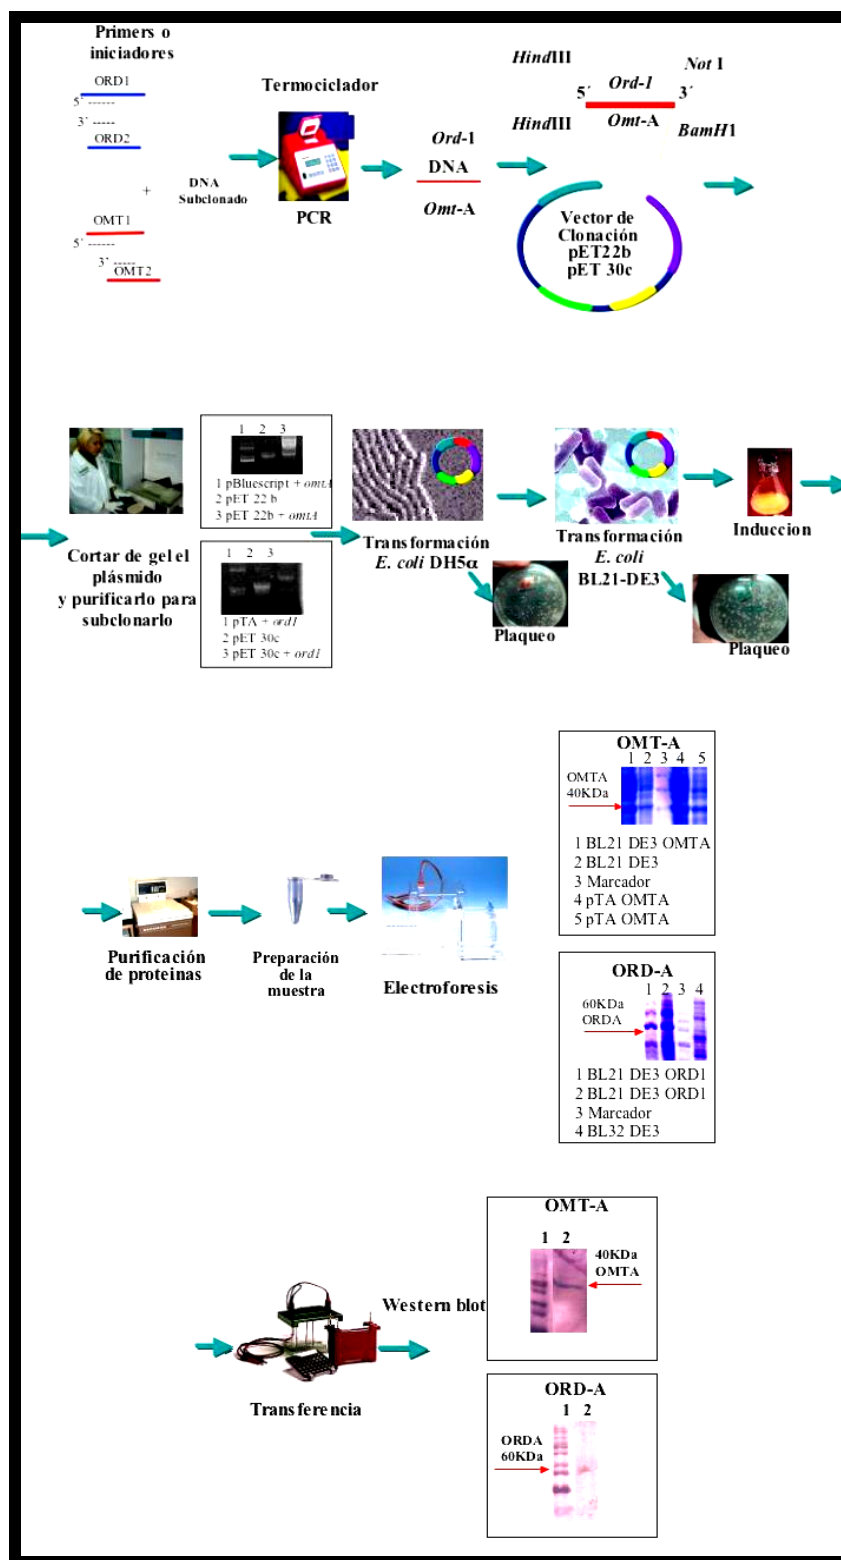 Primers o
iniciadores
ORD1
5´ ------
3´ -----
ORD2
+
DNA
Subclonado
OMT1
5´ ------
3´ -----
OMT2
Termociclador
PCR
Ord-1
DNA
Omt-A
HindIII
Not I
5´
Ord-1
3´
HindIII
Omt-A
BamH1
Vector de
Clonación
pET22b
pET 30c
Cortar de gel el
plásmido
y purificarlo para
subclonarlo
1 2 3
1 pBluescript + omtA
2 pET 22 b
3 pET 22b + omtA
1 2 3
1 pTA + ord1
2 pET 30c
3 pET 30c + ord1
Transformación
E. coli DH5α
Plaqueo
Transformación
E. coli
BL21-DE3
Plaqueo
Induccion
Purificación
de proteinas
Preparación
de la
muestra
Electroforesis
OMT-A
1 2 3 4 5
OMTA
40KDa
1 BL21 DE3 OMTA
2 BL21 DE3
3 Marcador
4 pTA OMTA
5 pTA OMTA
ORD-A
1 2 3 4
60KDa
ORDA
1 BL21 DE3 ORD1
2 BL21 DE3 ORD1
3 Marcador
4 BL32 DE3
Transferencia
Western blot
OMT-A
1 2
40KDa
OMTA
ORD-A
1 2
ORDA
60KDa